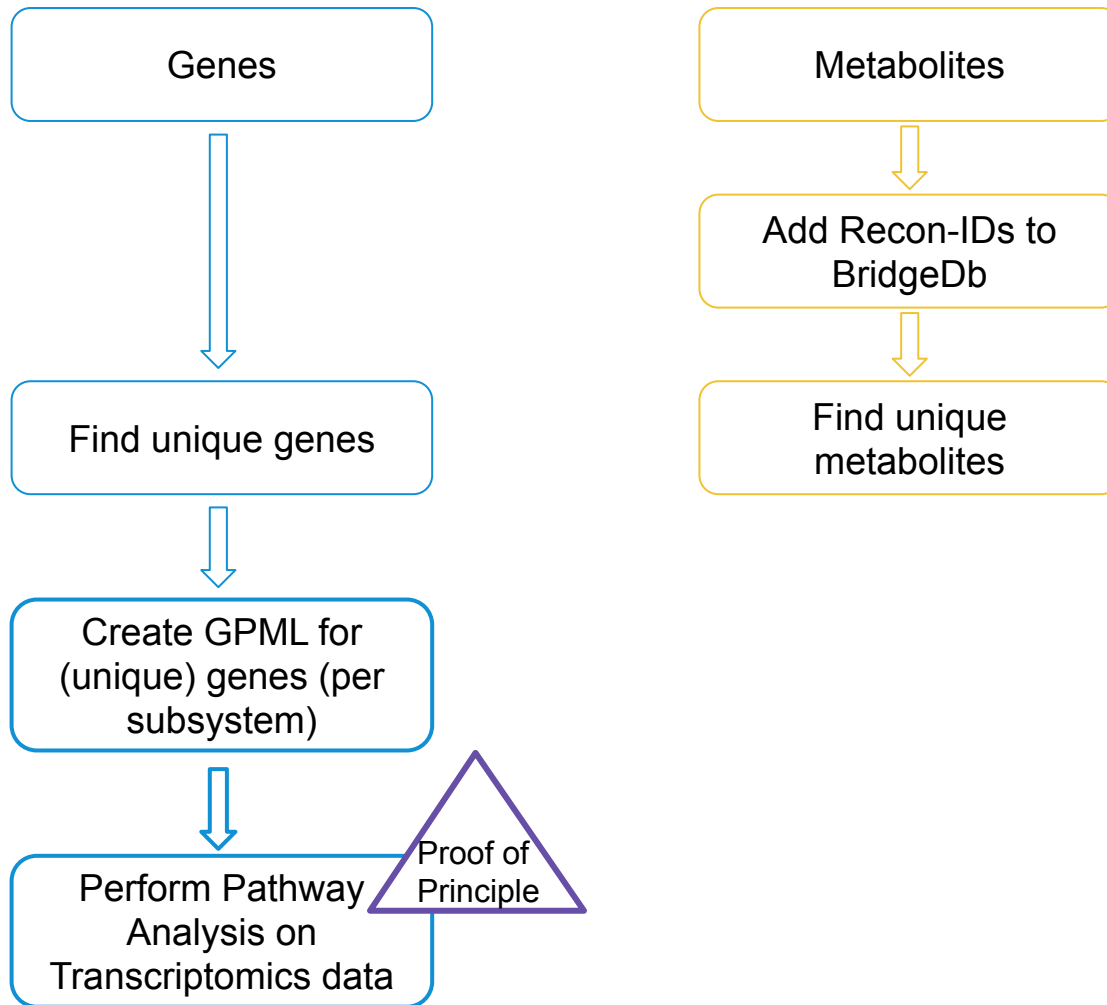 Genes
Find unique genes
Create GPML for
(unique) genes (per
subsystem)
Perform Pathway
Analysis on
Transcriptomics data
Proof of
Principle
Metabolites
Add Recon-IDs to
BridgeDb
Find unique
metabolites